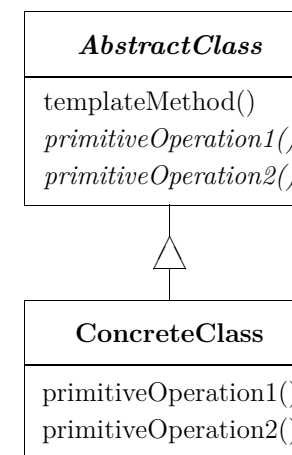 AbstractClass
templateMethod()
primitiveOperation1()
primitiveOperation2()
ConcreteClass
primitiveOperation1()
primitiveOperation2()